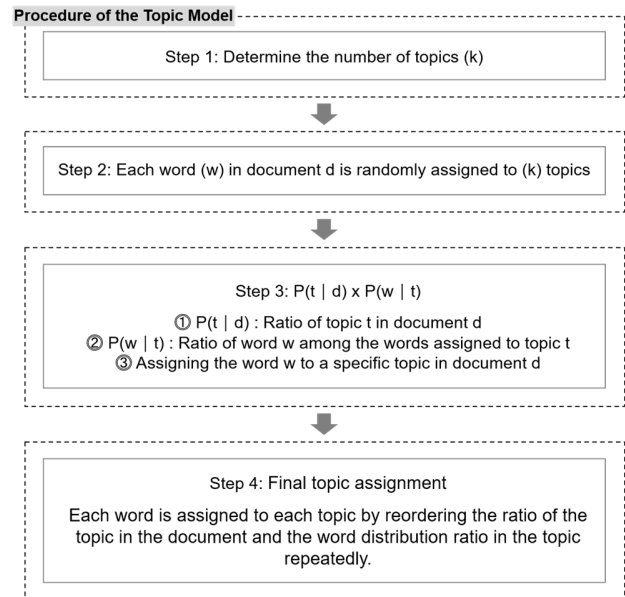 Procedure of the Topic Model
Step 1: Determine the number of topics (k)
Step 2: Each word (w) in document d is randomly assigned to (k) topics
Step 3: P(t | d) x P(w | t)
① P(t | d) : Ratio of topic t in document d
② P(w | t) : Ratio of word w among the words assigned to topic t
③ Assigning the word w to a specific topic in document d
Step 4: Final topic assignment
Each word is assigned to each topic by reordering the ratio of the
topic in the document and the word distribution ratio in the topic
repeatedly.